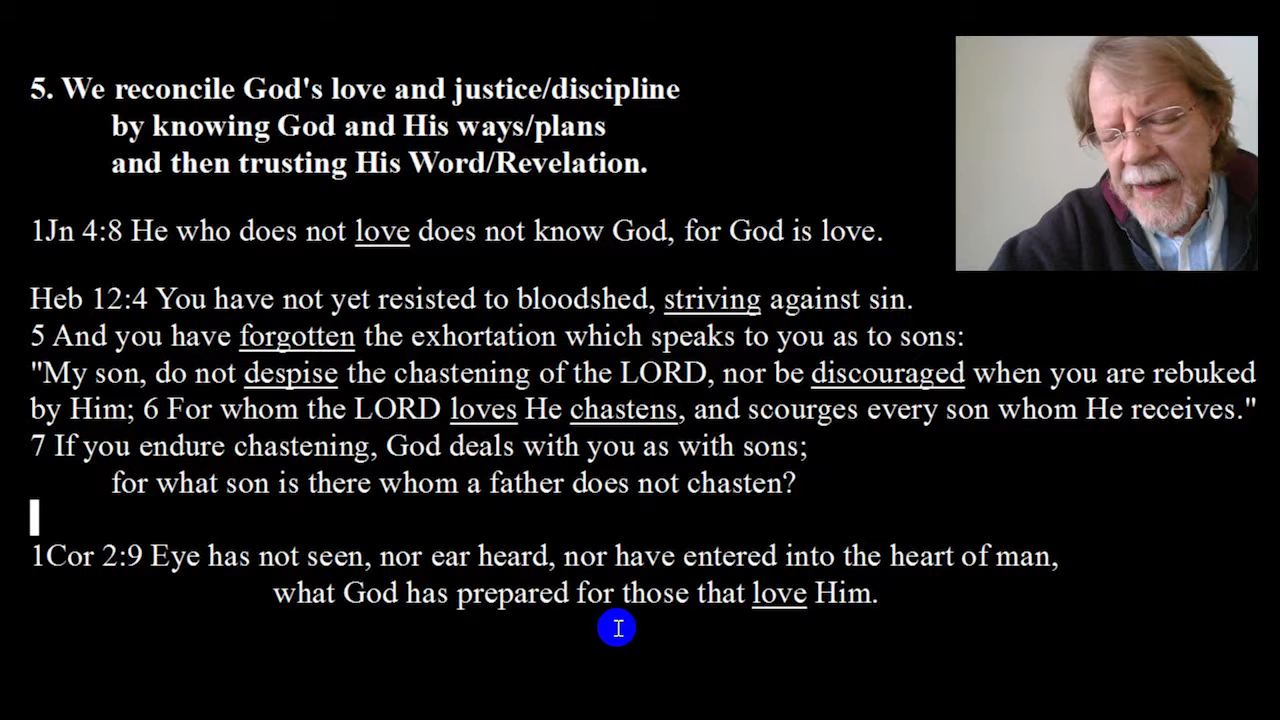 5. We reconcile God's love and justice/discipline
by knowing God and His ways/plans
and then trusting His Word/Revelation.
1Jn 4:8 He who does not love does not know God, for God is love.
Heb 12:4 You have not yet resisted to bloodshed, striving against sin.
5 And you have forgotten the exhortation which speaks to you as to sons:
"My son, do not despise the chastening of the LORD, nor be discouraged when you are rebuked
by Him; 6 For whom the LORD loves He chastens, and scourges every son whom He receives."
7 If you endure chastening, God deals with you as with sons;
for what son is there whom a father does not chasten?
1Cor 2:9 Eye has not seen, nor ear heard, nor have entered into the heart of man,
what God has prepared for those that love Him.